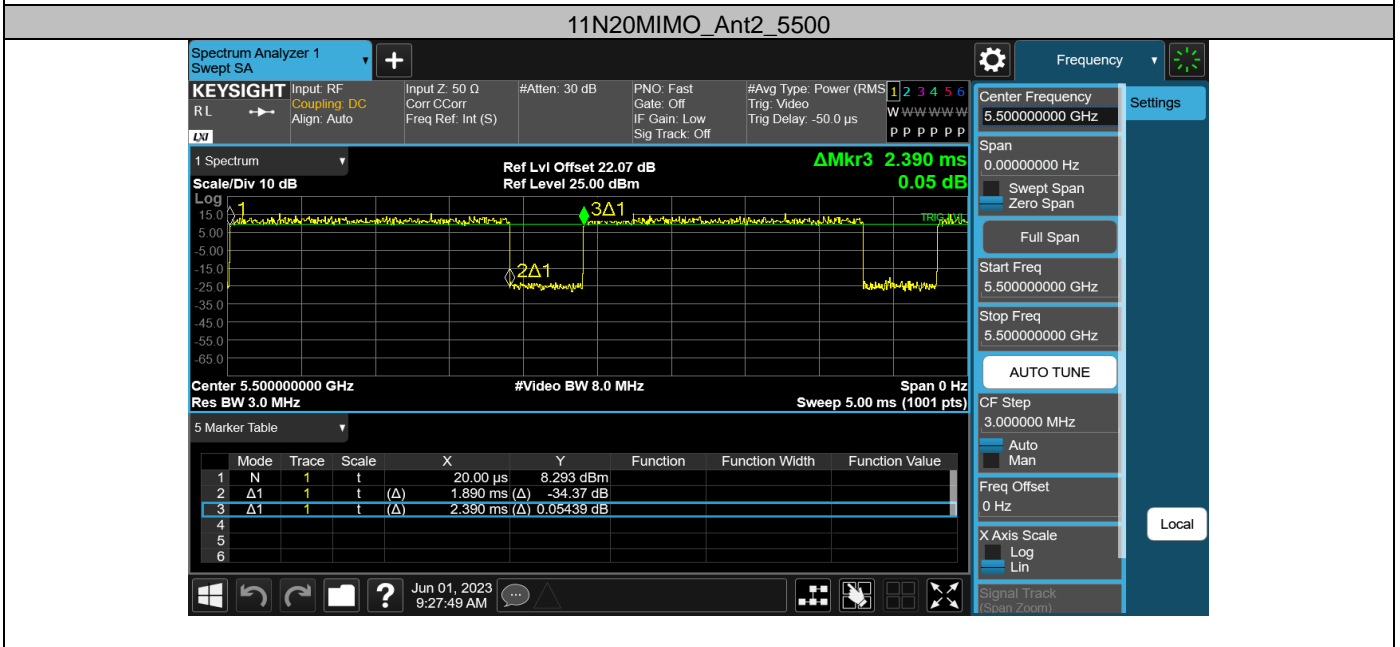 11N20MIMO_Ant2_5500
Spectrum Analyzer 1
Swept SA
Frequency
KEYSIGHT
R L
LXI
Input: RF
Coupling: DC
Align: Auto
Input Z: 50 Ω
Corr CCorr
Freq Ref: Int (S)
#Atten: 30 dB
PNO: Fast
Gate: Off
IF Gain: Low
Sig Track: Off
#Avg Type: Power (RMS
Trig: Video
Trig Delay: -50.0 µs
1 2 3 4 5 6
W W W W W W
P P P P P P
1 Spectrum
Scale/Div 10 dB
Ref Lvl Offset 22.07 dB
Ref Level 25.00 dBm
ΔMkr3 2.390 ms
0.05 dB
Log
15.0
5.00
-5.00
-15.0
-25.0
-35.0
-45.0
-55.0
-65.0
1
3Δ1
2Δ1
TRIG LVL
Center 5.500000000 GHz
#Video BW 8.0 MHz
Span 0 Hz
Res BW 3.0 MHz
Sweep 5.00 ms (1001 pts)
5 Marker Table
Mode Trace Scale X Y Function Function Width Function Value
1 N 1 t 20.00 µs 8.293 dBm
2 Δ1 1 t (Δ) 1.890 ms (Δ) -34.37 dB
3 Δ1 1 t (Δ) 2.390 ms (Δ) 0.05439 dB
4
5
6
Jun 01, 2023
9:27:49 AM
Center Frequency
5.500000000 GHz
Settings
Span
0.00000000 Hz
Swept Span
Zero Span
Full Span
Start Freq
5.500000000 GHz
Stop Freq
5.500000000 GHz
AUTO TUNE
CF Step
3.000000 MHz
Auto
Man
Freq Offset
0 Hz
X Axis Scale
Log
Lin
Local
Signal Track
(Span Zoom)